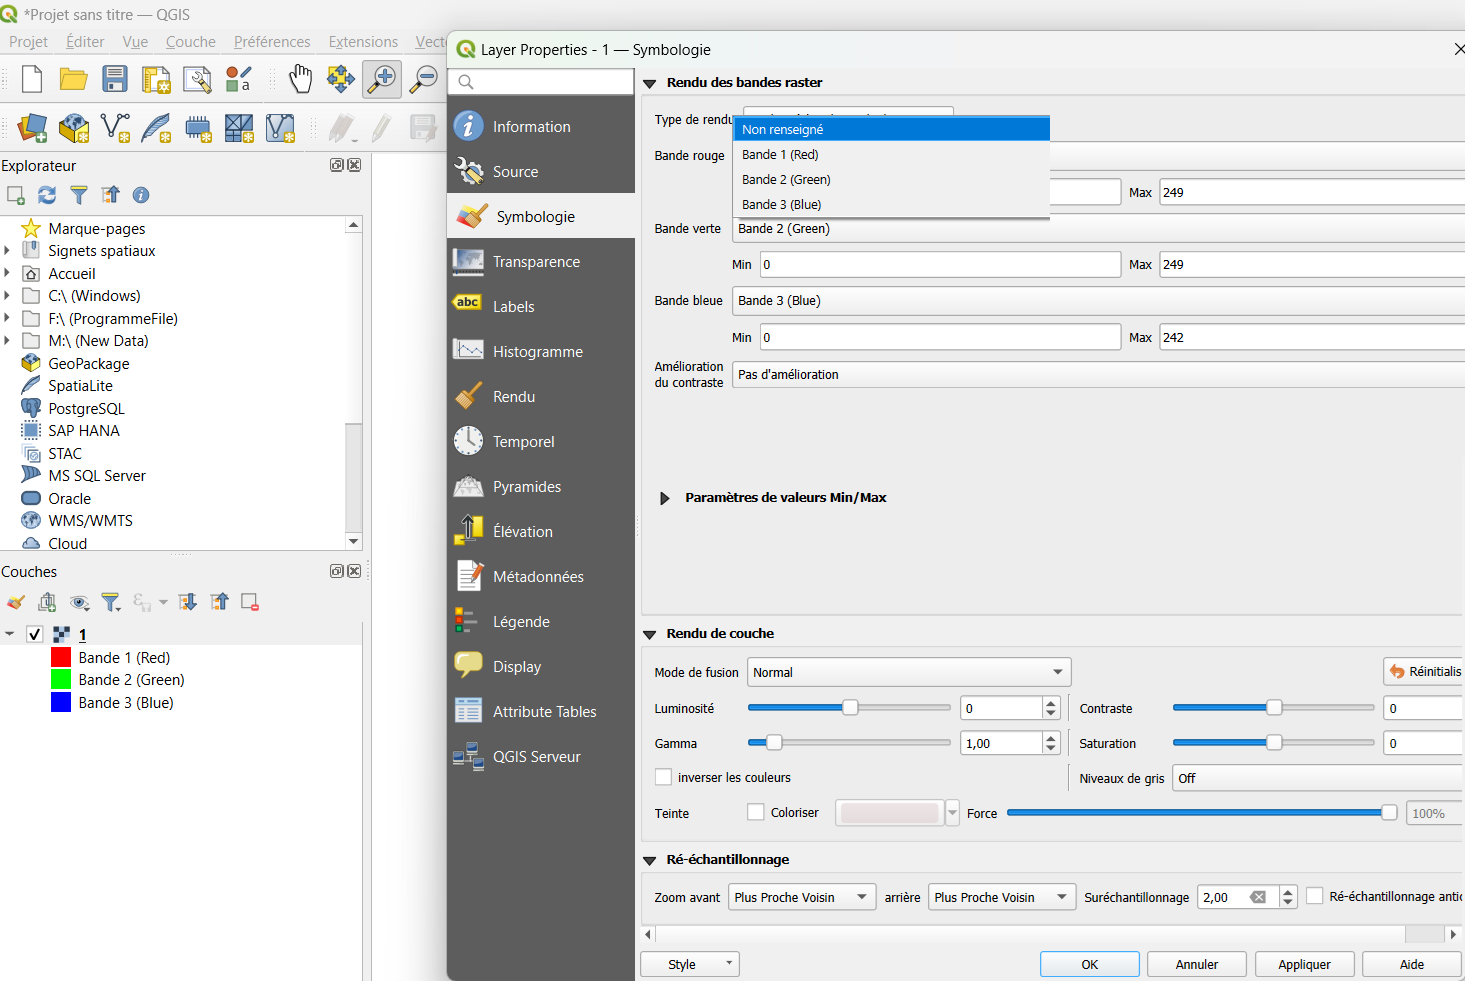 *Projet sans titre — QGIS
Projet Éditer Vue Couche Préférences Extensions Vect
Explorateur
Marque-pages
Signets spatiaux
Accueil
C:\ (Windows)
F:\ (ProgrammeFile)
M:\ (New Data)
GeoPackage
SpatiaLite
PostgreSQL
SAP HANA
STAC
MS SQL Server
Oracle
WMS/WMTS
Cloud
Couches
1
Bande 1 (Red)
Bande 2 (Green)
Bande 3 (Blue)
Layer Properties - 1 — Symbologie
Information
Source
Symbologie
Transparence
abc Labels
Histogramme
Rendu
Temporel
Pyramides
Élévation
Métadonnées
Légende
Display
Attribute Tables
QGIS Serveur
Rendu des bandes raster
Type de rendu
Non renseigné
Bande 1 (Red)
Bande 2 (Green)
Bande 3 (Blue)
Bande rouge
Max 249
Bande verte Bande 2 (Green)
Min 0 Max 249
Bande bleue Bande 3 (Blue)
Min 0 Max 242
Amélioration
du contraste Pas d'amélioration
Paramètres de valeurs Min/Max
Rendu de couche
Mode de fusion Normal Réinitialis
Luminosité 0 Contraste 0
Gamma 1,00 Saturation 0
inverser les couleurs Niveaux de gris Off
Teinte Coloriser Force 100%
Ré-échantillonnage
Zoom avant Plus Proche Voisin arrière Plus Proche Voisin Suréchantillonnage 2,00 Ré-échantillonnage antic
Style OK Annuler Appliquer Aide